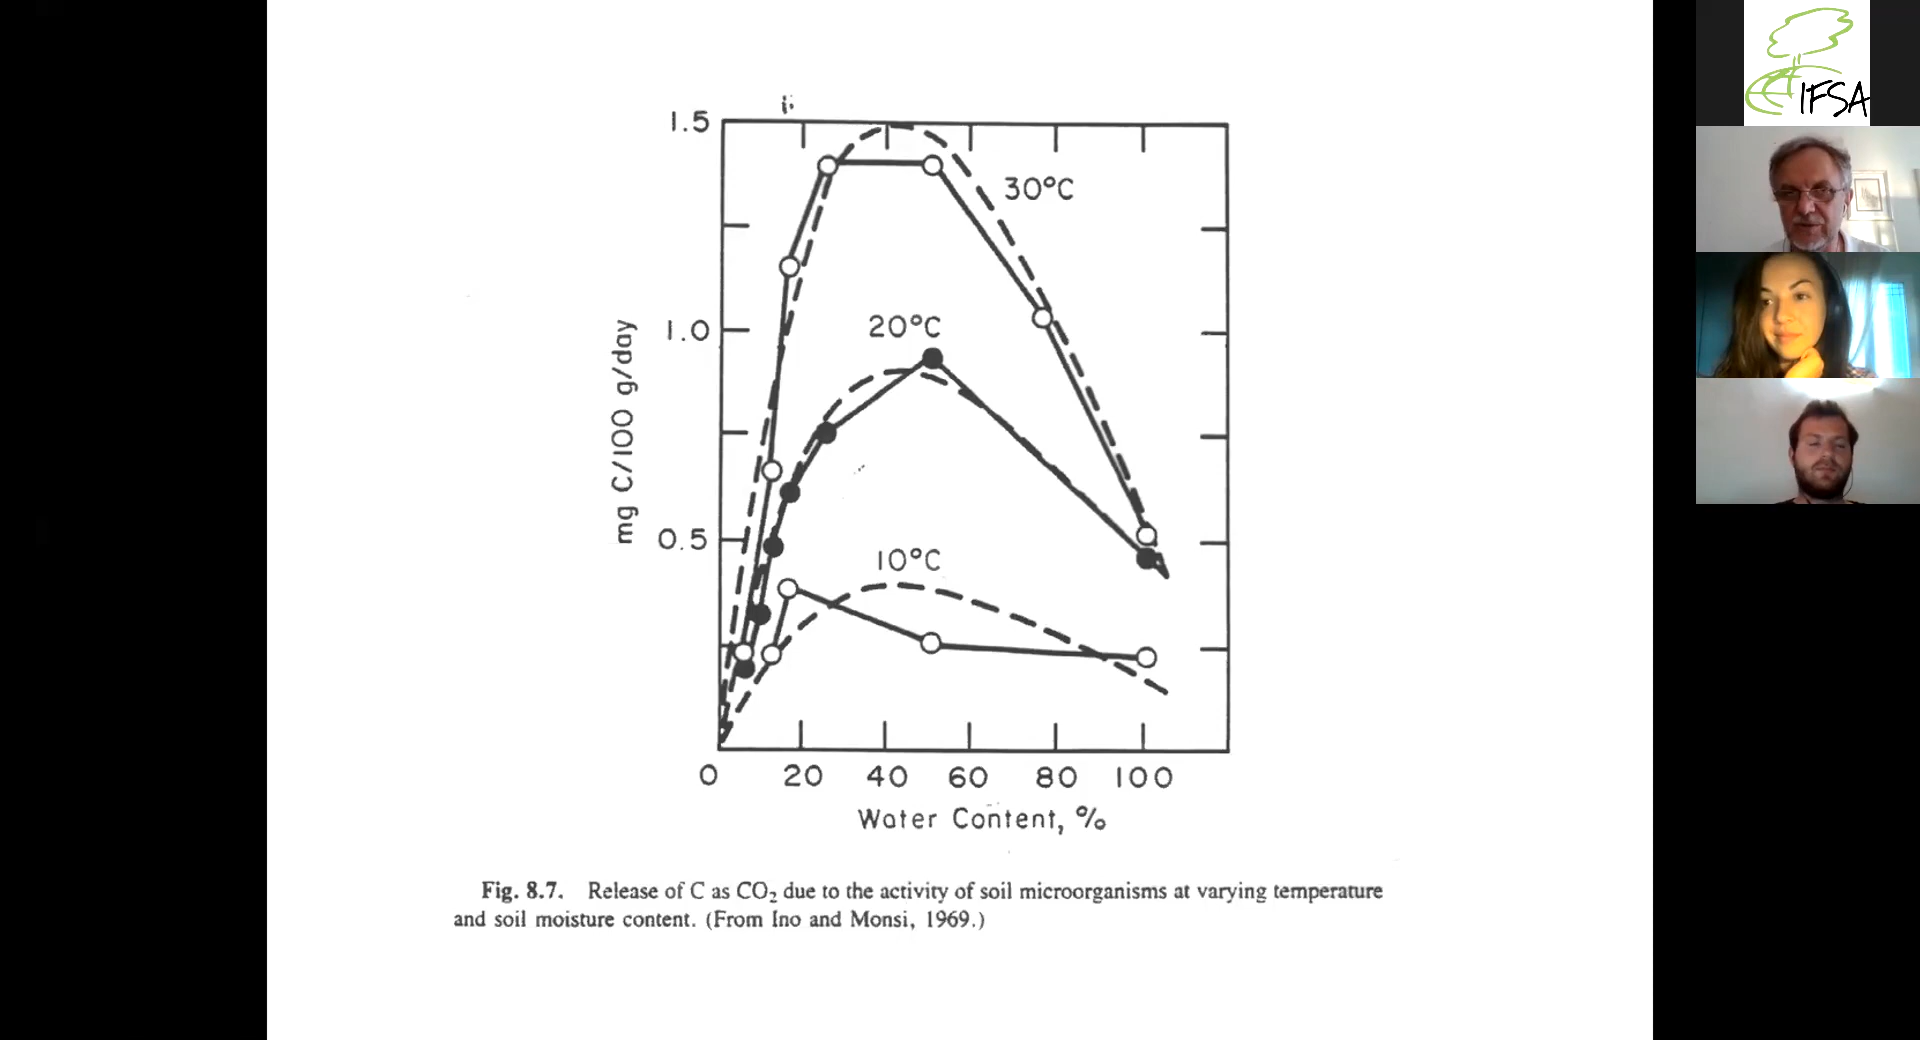 1.5
30°C
20°C
1.0
mg C/100 g/day
0.5
10°C
0 20 40 60 80 100
Water Content, %
Fig. 8.7. Release of C as CO₂ due to the activity of soil microorganisms at varying temperature
and soil moisture content. (From Ino and Monsi, 1969.)
IFSA